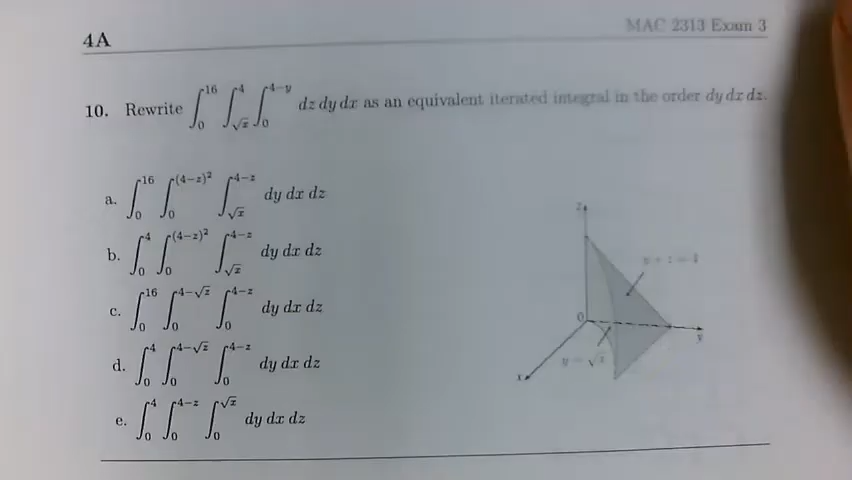 4A
MAC 2313 Exam 3
10. Rewrite ∫₀¹⁶ ∫_{√x}^4 ∫₀^{4−y} dz dy dx as an equivalent iterated integral in the order dy dx dz.
a. ∫₀¹⁶ ∫₀^{(4−z)²} ∫_{√x}^{4−z} dy dx dz
b. ∫₀⁴ ∫₀^{(4−z)²} ∫_{√x}^{4−z} dy dx dz
c. ∫₀¹⁶ ∫₀^{4−√z} ∫₀^{4−z} dy dx dz
d. ∫₀⁴ ∫₀^{4−√z} ∫₀^{4−z} dy dx dz
e. ∫₀⁴ ∫₀^{4−z} ∫₀^{√x} dy dx dz
z
y + z = 4
0
y
y = √x
x